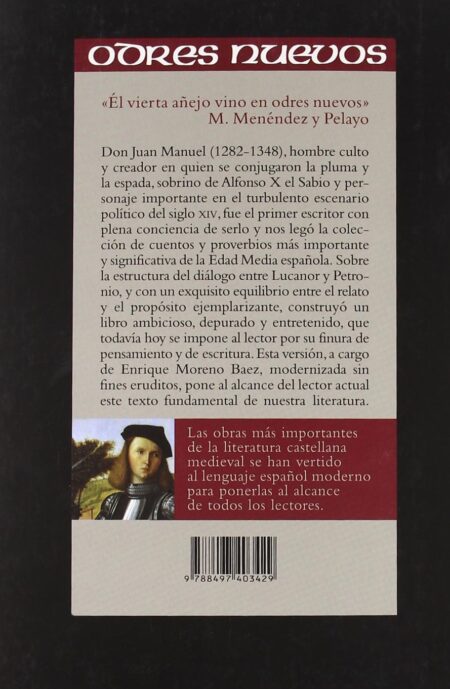 ODRES NUEVOS
«Él vierta añejo vino en odres nuevos»
M. Menéndez y Pelayo
Don Juan Manuel (1282-1348), hombre culto
y creador en quien se conjugaron la pluma y
la espada, sobrino de Alfonso X el Sabio y per-
sonaje importante en el turbulento escenario
político del siglo XIV, fue el primer escritor con
plena conciencia de serlo y nos legó la colec-
ción de cuentos y proverbios más importante
y significativa de la Edad Media española. Sobre
la estructura del diálogo entre Lucanor y Petro-
nio, y con un exquisito equilibrio entre el relato
y el propósito ejemplarizante, construyó un
libro ambicioso, depurado y entretenido, que
todavía hoy se impone al lector por su finura de
pensamiento y de escritura. Esta versión, a cargo
de Enrique Moreno Baez, modernizada sin
fines eruditos, pone al alcance del lector actual
este texto fundamental de nuestra literatura.
Las obras más importantes
de la literatura castellana
medieval se han vertido
al lenguaje español moderno
para ponerlas al alcance
de todos los lectores.
9 788497 403429